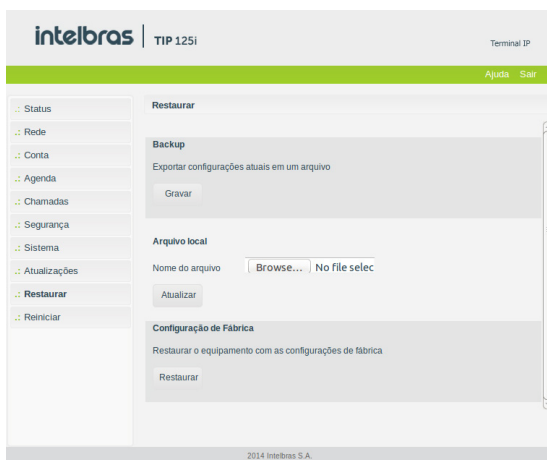 intelbras TIP 125i
Terminal IP
Ajuda Sair
.: Status
.: Rede
.: Conta
.: Agenda
.: Chamadas
.: Segurança
.: Sistema
.: Atualizações
.: Restaurar
.: Reiniciar
Restaurar
Backup
Exportar configurações atuais em um arquivo
Gravar
Arquivo local
Nome do arquivo Browse... No file selec
Atualizar
Configuração de Fábrica
Restaurar o equipamento com as configurações de fábrica
Restaurar
2014 Intelbras S.A.